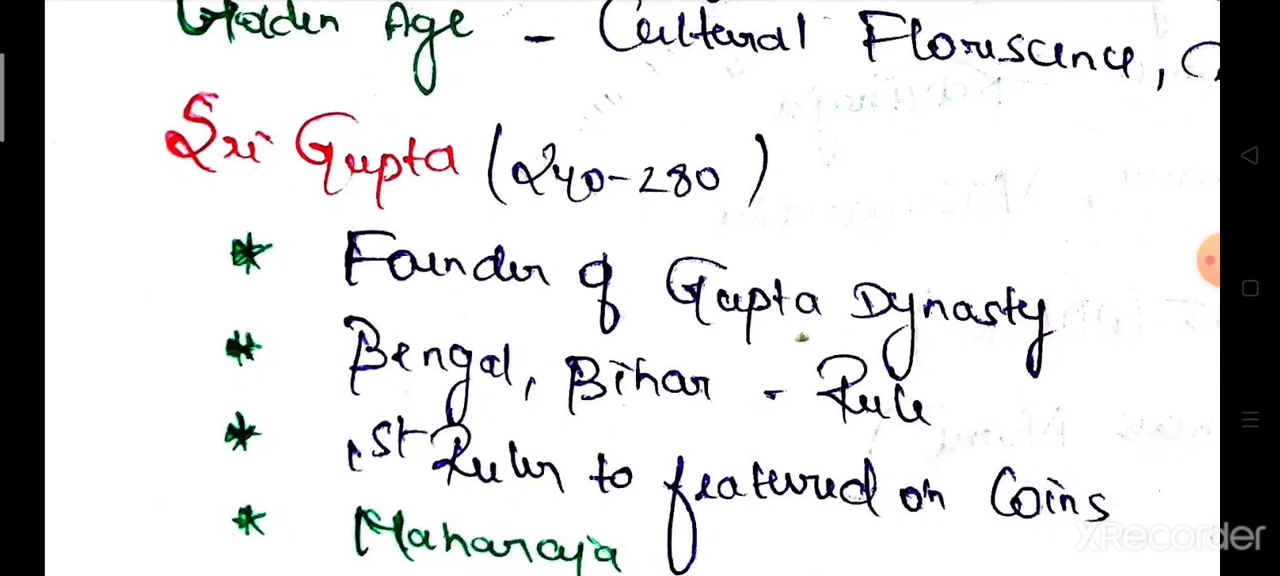 Golden Age - Cultural Floriscence,
Sri Gupta (240-280)
* Founder of Gupta Dynasty
* Bengal, Bihar - Rule
* 1st Ruler to featured on Coins
* Maharaja
XRecorder